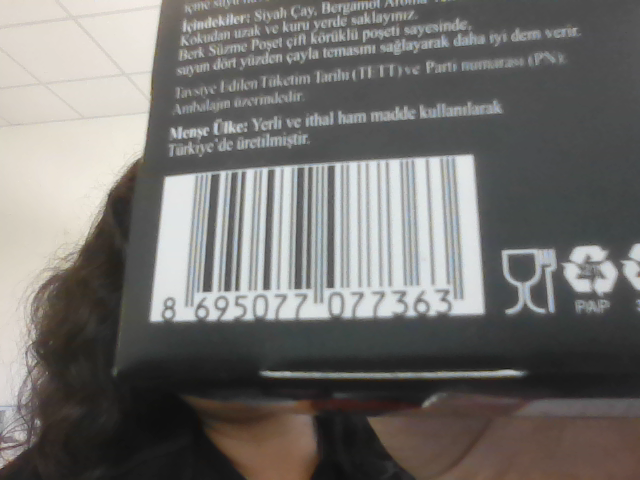 içine suyu
İçindekiler: Siyah Çay, Bergamot Aroma
Kokudan uzak ve kuru yerde saklayınız.
Berk Süzme Poşet çift körüklü poşeti sayesinde,
suyun dört yüzden çayla temasını sağlayarak daha iyi dem verir.
Tavsiye Edilen Tüketim Tarihi (TETT) ve Parti numarası (PN):
Ambalajın üzerindedir.
Menşe Ülke: Yerli ve ithal ham madde kullanılarak
Türkiye'de üretilmiştir.
8 695077 077363
PAP